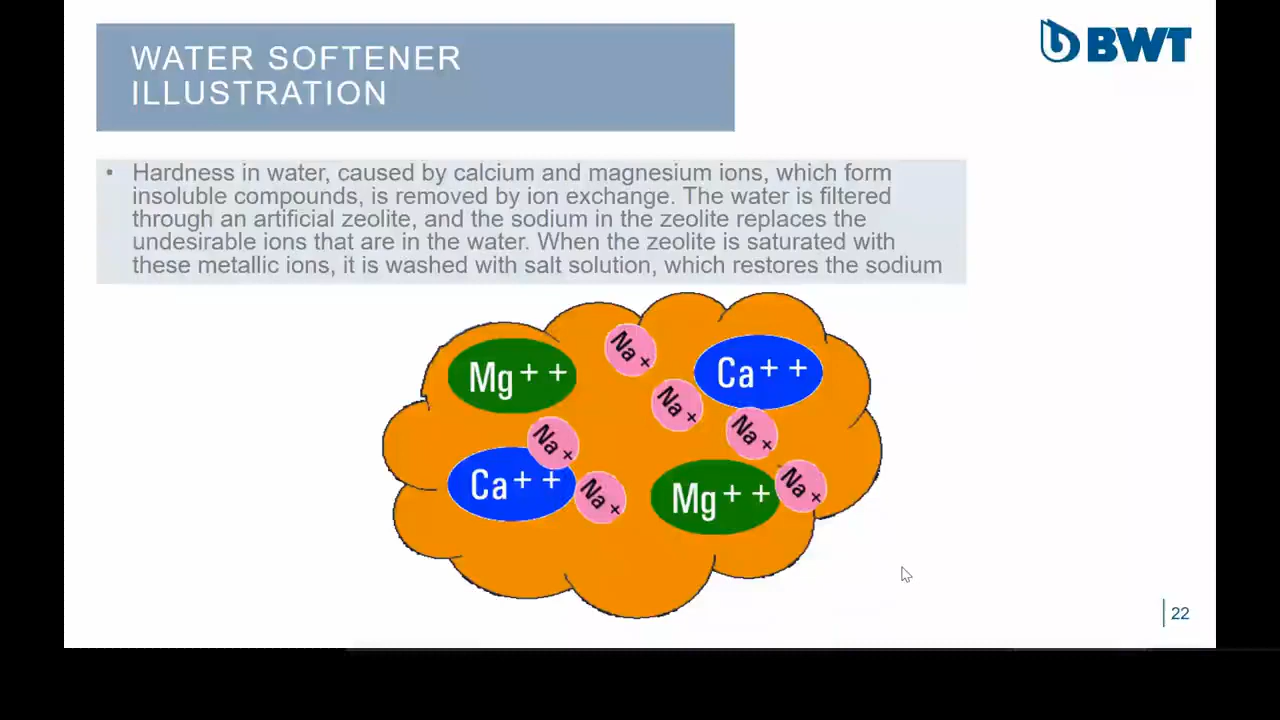 WATER SOFTENER
ILLUSTRATION
BWT
• Hardness in water, caused by calcium and magnesium ions, which form
insoluble compounds, is removed by ion exchange. The water is filtered
through an artificial zeolite, and the sodium in the zeolite replaces the
undesirable ions that are in the water. When the zeolite is saturated with
these metallic ions, it is washed with salt solution, which restores the sodium
Mg++
Na+
Ca++
Na+
Na+
Na+
Ca++
Na+
Mg++
Na+
22